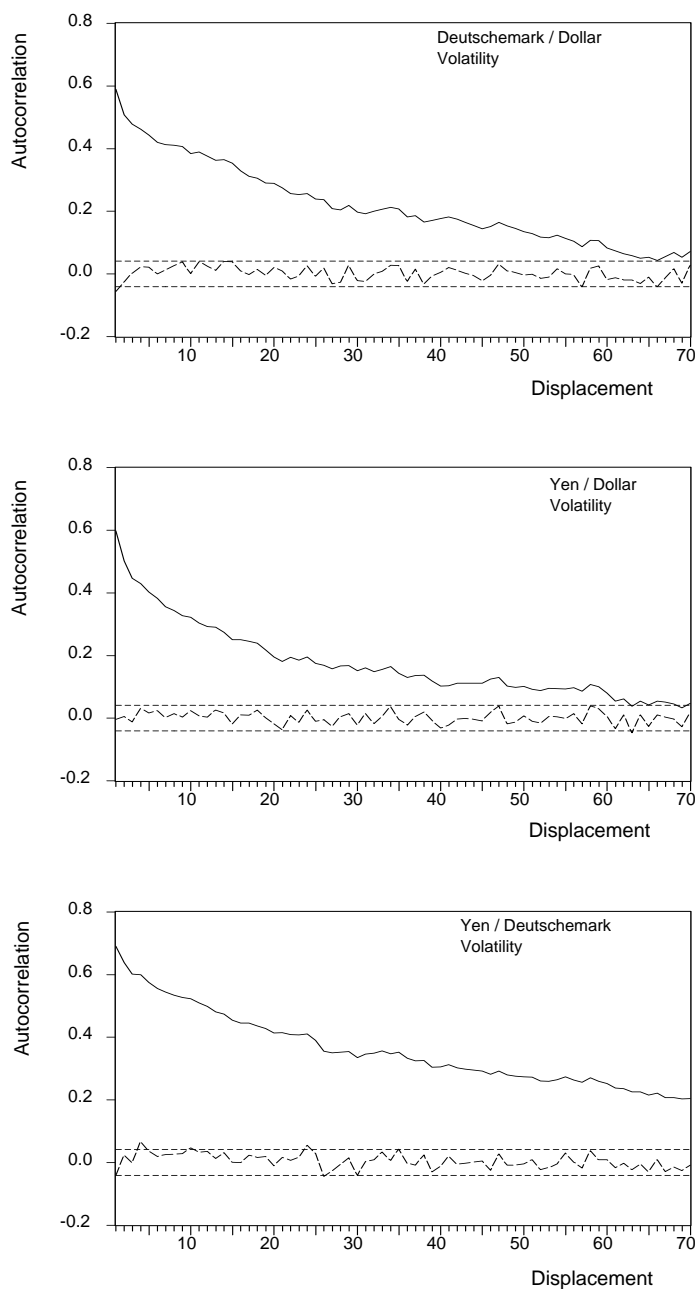 0.8
Deutschemark / Dollar
Volatility
0.6
0.4
0.2
0.0
-0.2
Autocorrelation
10 20 30 40 50 60 70
Displacement
0.8
Yen / Dollar
Volatility
0.6
0.4
0.2
0.0
-0.2
Autocorrelation
10 20 30 40 50 60 70
Displacement
0.8
Yen / Deutschemark
Volatility
0.6
0.4
0.2
0.0
-0.2
Autocorrelation
10 20 30 40 50 60 70
Displacement